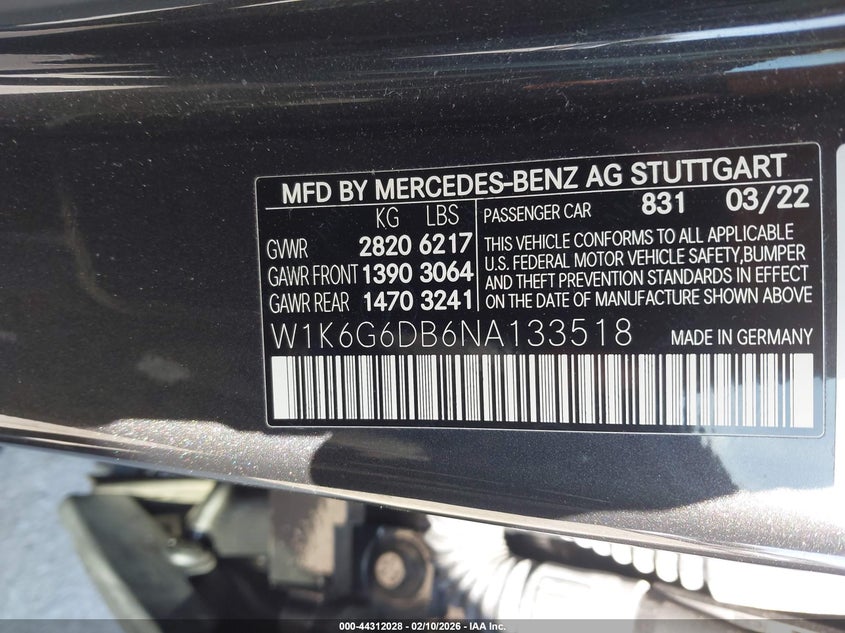 MFD BY MERCEDES-BENZ AG STUTTGART
KG LBS
GVWR 2820 6217
GAWR FRONT 1390 3064
GAWR REAR 1470 3241
PASSENGER CAR 831 03/22
THIS VEHICLE CONFORMS TO ALL APPLICABLE
U.S. FEDERAL MOTOR VEHICLE SAFETY,BUMPER
AND THEFT PREVENTION STANDARDS IN EFFECT
ON THE DATE OF MANUFACTURE SHOWN ABOVE
W1K6G6DB6NA133518 MADE IN GERMANY
000-44312028 - 02/10/2026 - IAA Inc.